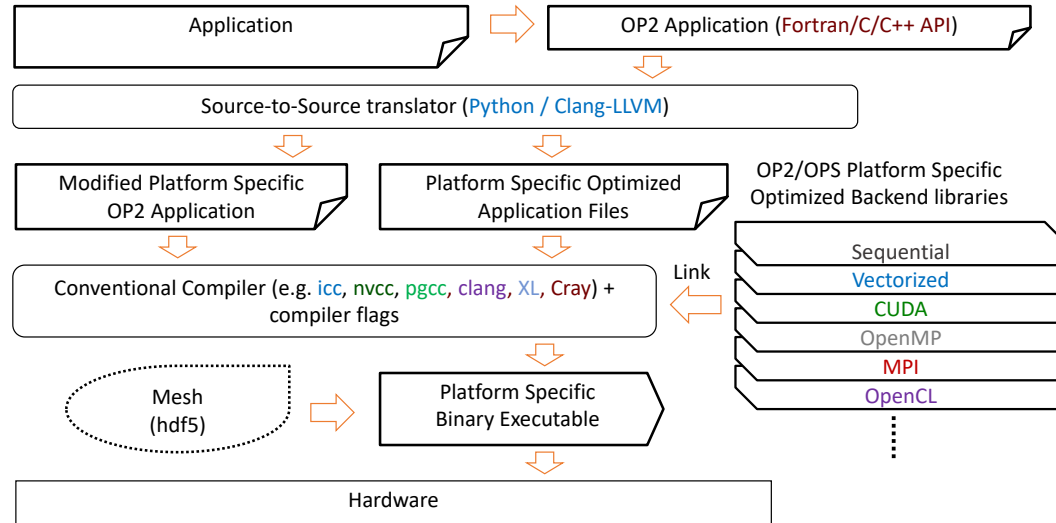 Application
OP2 Application (Fortran/C/C++ API)
Source-to-Source translator (Python / Clang-LLVM)
Modified Platform Specific
OP2 Application
Platform Specific Optimized
Application Files
OP2/OPS Platform Specific
Optimized Backend libraries
Sequential
Vectorized
CUDA
OpenMP
MPI
OpenCL
Link
Conventional Compiler (e.g. icc, nvcc, pgcc, clang, XL, Cray) +
compiler flags
Mesh
(hdf5)
Platform Specific
Binary Executable
Hardware